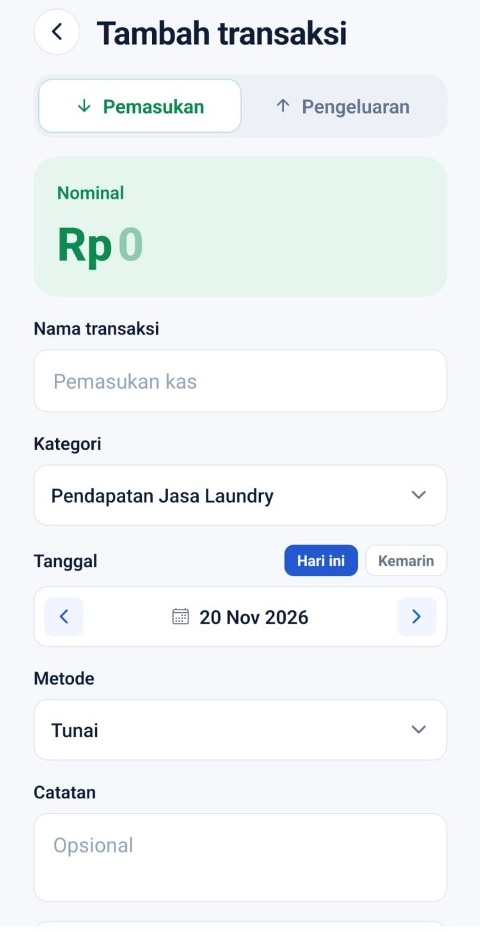 Tambah transaksi
Pemasukan
Pengeluaran
Nominal
Rp 0
Nama transaksi
Pemasukan kas
Kategori
Pendapatan Jasa Laundry
Tanggal
Hari ini
Kemarin
20 Nov 2026
Metode
Tunai
Catatan
Opsional